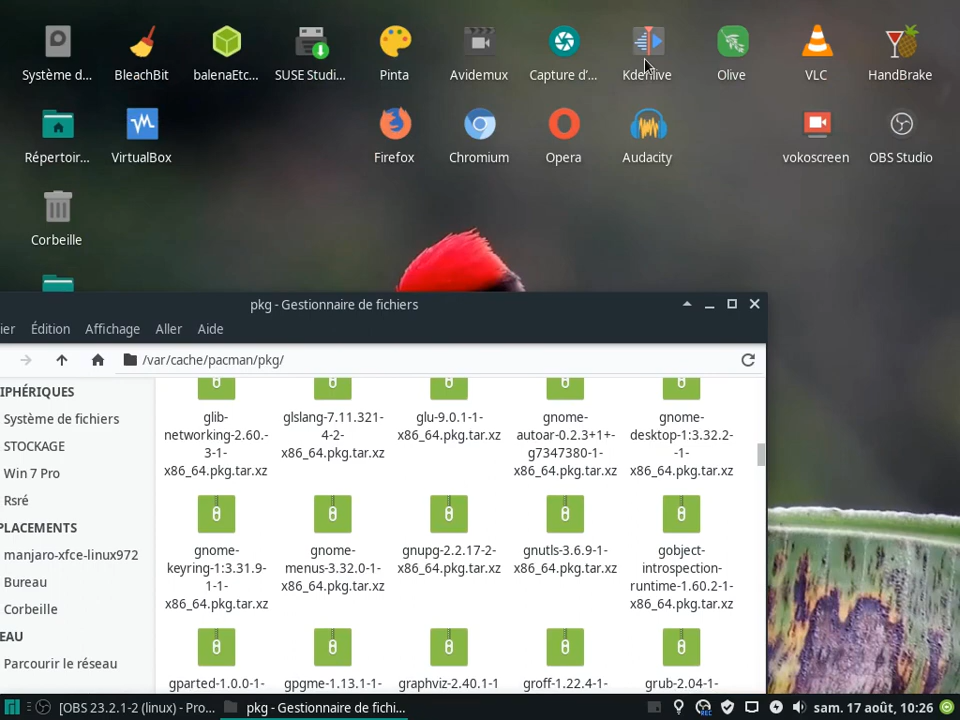 Système d...
BleachBit
balenaEtc...
SUSE Studi...
Pinta
Avidemux
Capture d'...
Kdenlive
Olive
VLC
HandBrake
Répertoir...
VirtualBox
Firefox
Chromium
Opera
Audacity
vokoscreen
OBS Studio
Corbeille
pkg - Gestionnaire de fichiers
ier Édition Affichage Aller Aide
/var/cache/pacman/pkg/
IPHÉRIQUES
Système de fichiers
STOCKAGE
Win 7 Pro
Rsré
PLACEMENTS
manjaro-xfce-linux972
Bureau
Corbeille
EAU
Parcourir le réseau
glib-
networking-2.60.-
3-1-
x86_64.pkg.tar.xz
glslang-7.11.321-
4-2-
x86_64.pkg.tar.xz
glu-9.0.1-1-
x86_64.pkg.tar.xz
gnome-
autoar-0.2.3+1+-
g7347380-1-
x86_64.pkg.tar.xz
gnome-
desktop-1:3.32.2-
-1-
x86_64.pkg.tar.xz
gnome-
keyring-1:3.31.9-
1-1-
x86_64.pkg.tar.xz
gnome-
menus-3.32.0-1-
x86_64.pkg.tar.xz
gnupg-2.2.17-2-
x86_64.pkg.tar.xz
gnutls-3.6.9-1-
x86_64.pkg.tar.xz
gobject-
introspection-
runtime-1.60.2-1-
x86_64.pkg.tar.xz
gparted-1.0.0-1-
gpgme-1.13.1-1-
graphviz-2.40.1-1
groff-1.22.4-1-
grub-2.04-1-
[OBS 23.2.1-2 (linux) - Pro...
pkg - Gestionnaire de fichi...
REC
sam. 17 août, 10:26